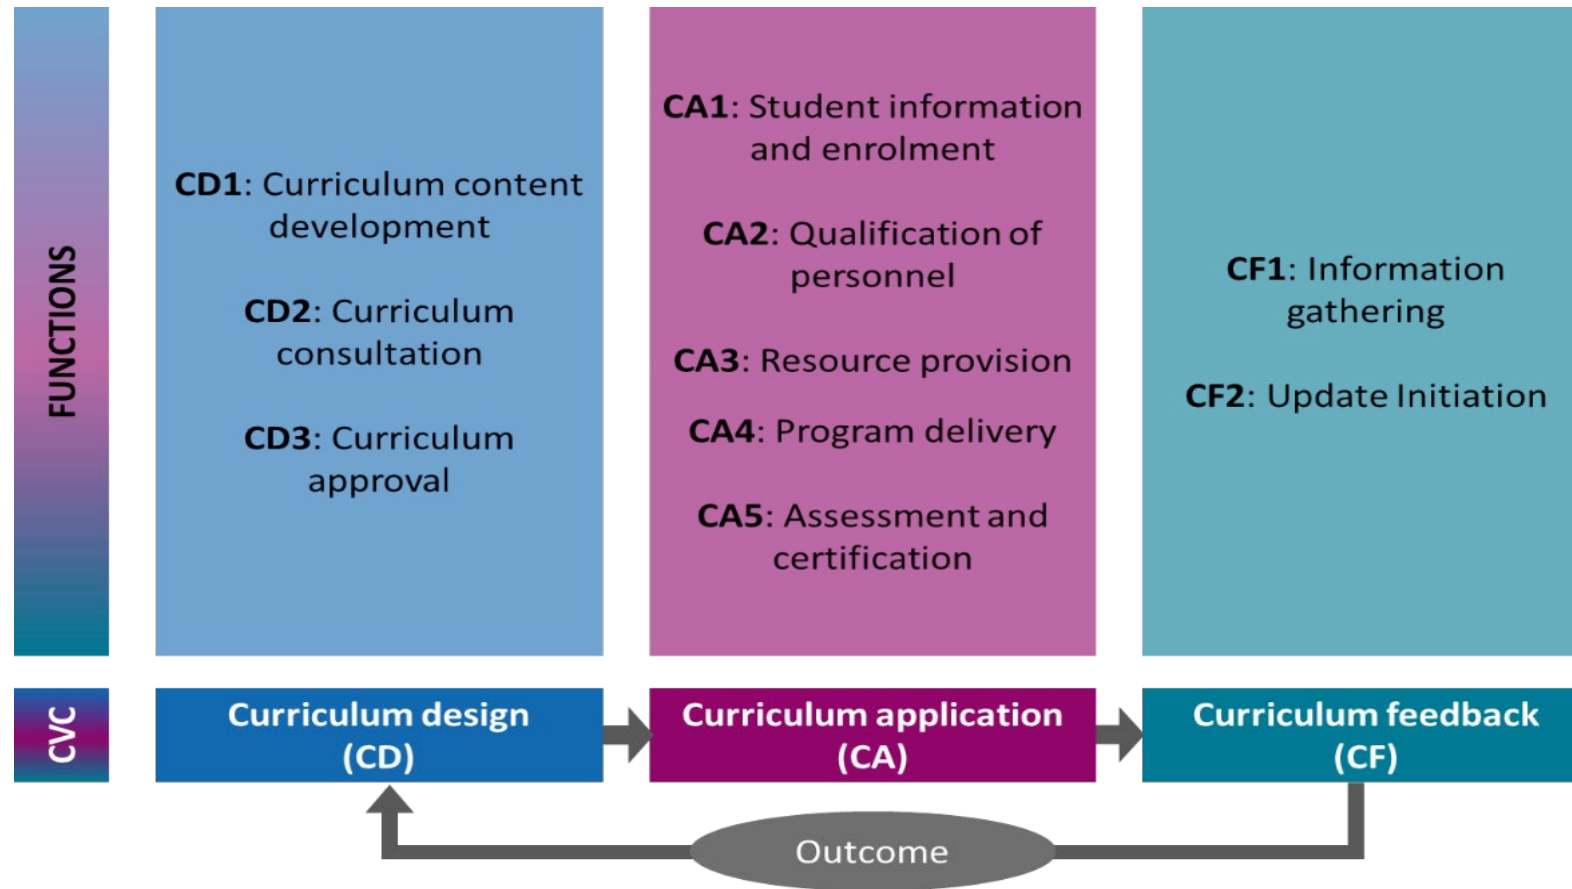 FUNCTIONS
CD1: Curriculum content
development
CD2: Curriculum
consultation
CD3: Curriculum
approval
CA1: Student information
and enrolment
CA2: Qualification of
personnel
CA3: Resource provision
CA4: Program delivery
CA5: Assessment and
certification
CF1: Information
gathering
CF2: Update Initiation
CVC
Curriculum design
(CD)
Curriculum application
(CA)
Curriculum feedback
(CF)
Outcome